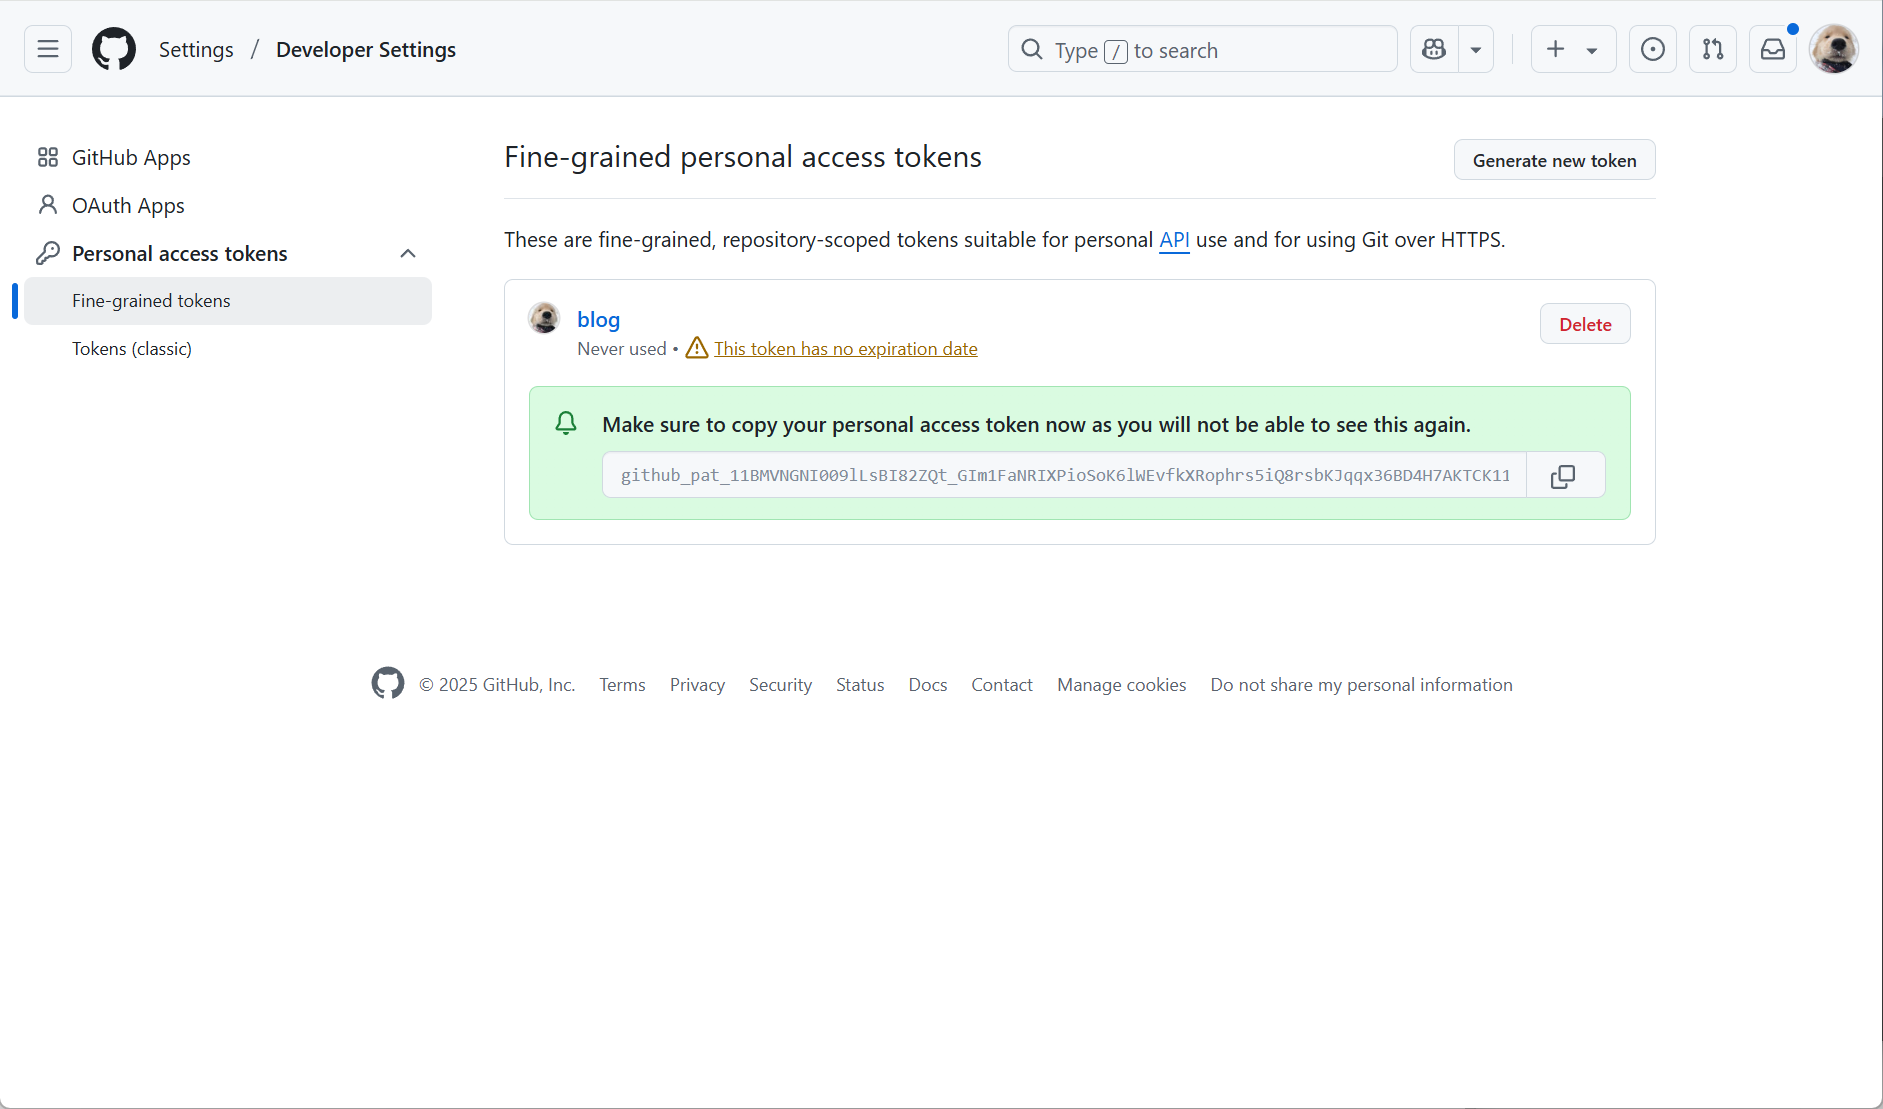 Settings / Developer Settings
Type / to search
GitHub Apps
OAuth Apps
Personal access tokens
Fine-grained tokens
Tokens (classic)
Fine-grained personal access tokens
Generate new token
These are fine-grained, repository-scoped tokens suitable for personal API use and for using Git over HTTPS.
blog
Delete
Never used • This token has no expiration date
Make sure to copy your personal access token now as you will not be able to see this again.
github_pat_11BMVNGNI009lLsBI82ZQt_GIm1FaNRIXPioSoK6lWEvfkXRophrs5iQ8rsbKJqqx36BD4H7AKTCK11
© 2025 GitHub, Inc. Terms Privacy Security Status Docs Contact Manage cookies Do not share my personal information